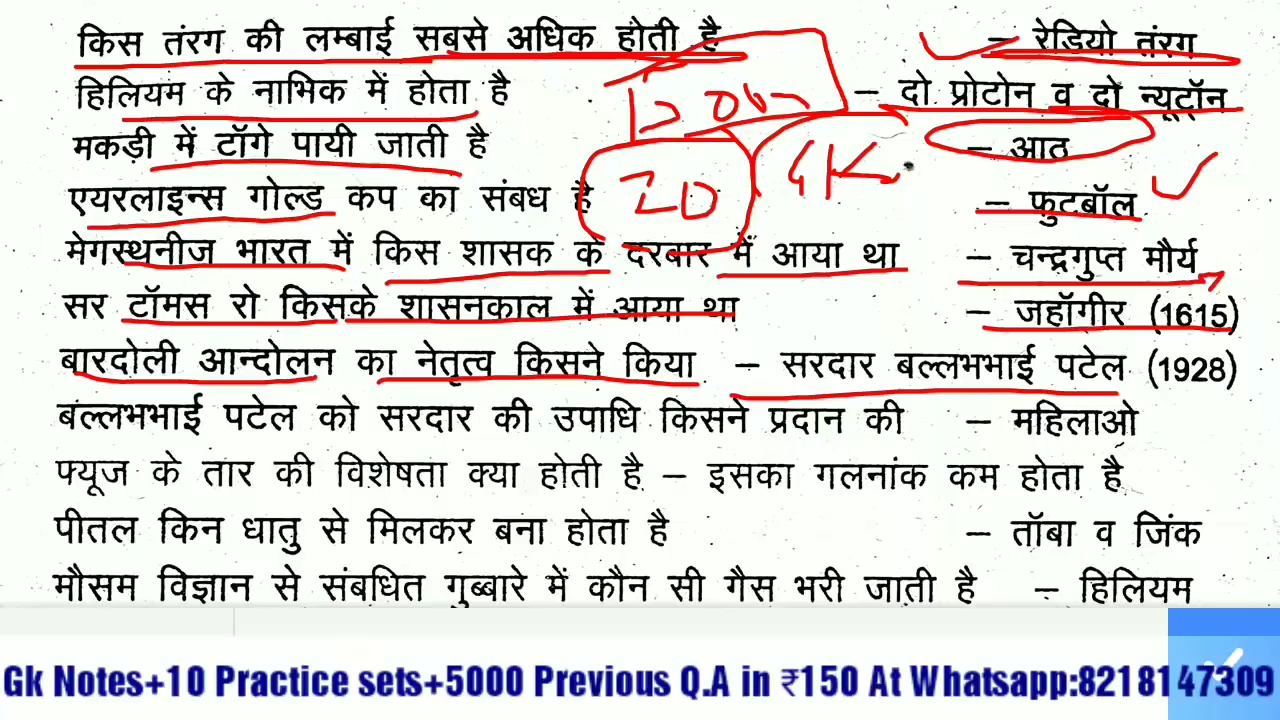 किस तंरग की लम्बाई सबसे अधिक होती है – रेडियो तंरग
हिलियम के नाभिक में होता है – दो प्रोटोन व दो न्यूट्रॉन
मकड़ी में टॉगे पायी जाती है – आठ
एयरलाइन्स गोल्ड कप का संबध है – फुटबॉल
20
मेगस्थनीज भारत में किस शासक के दरबार में आया था – चन्द्रगुप्त मौर्य
सर टॉमस रो किसके शासनकाल में आया था – जहॉगीर (1615)
बारदोली आन्दोलन का नेतृत्व किसने किया – सरदार बल्लभभाई पटेल (1928)
बल्लभभाई पटेल को सरदार की उपाधि किसने प्रदान की – महिलाओ
फ्यूज के तार की विशेषता क्या होती है – इसका गलनांक कम होता है
पीतल किन धातु से मिलकर बना होता है – तॉबा व जिंक
मौसम विज्ञान से संबधित गुब्बारे में कौन सी गैस भरी जाती है – हिलियम
Gk Notes+10 Practice sets+5000 Previous Q.A in ₹150 At Whatsapp:8218147309